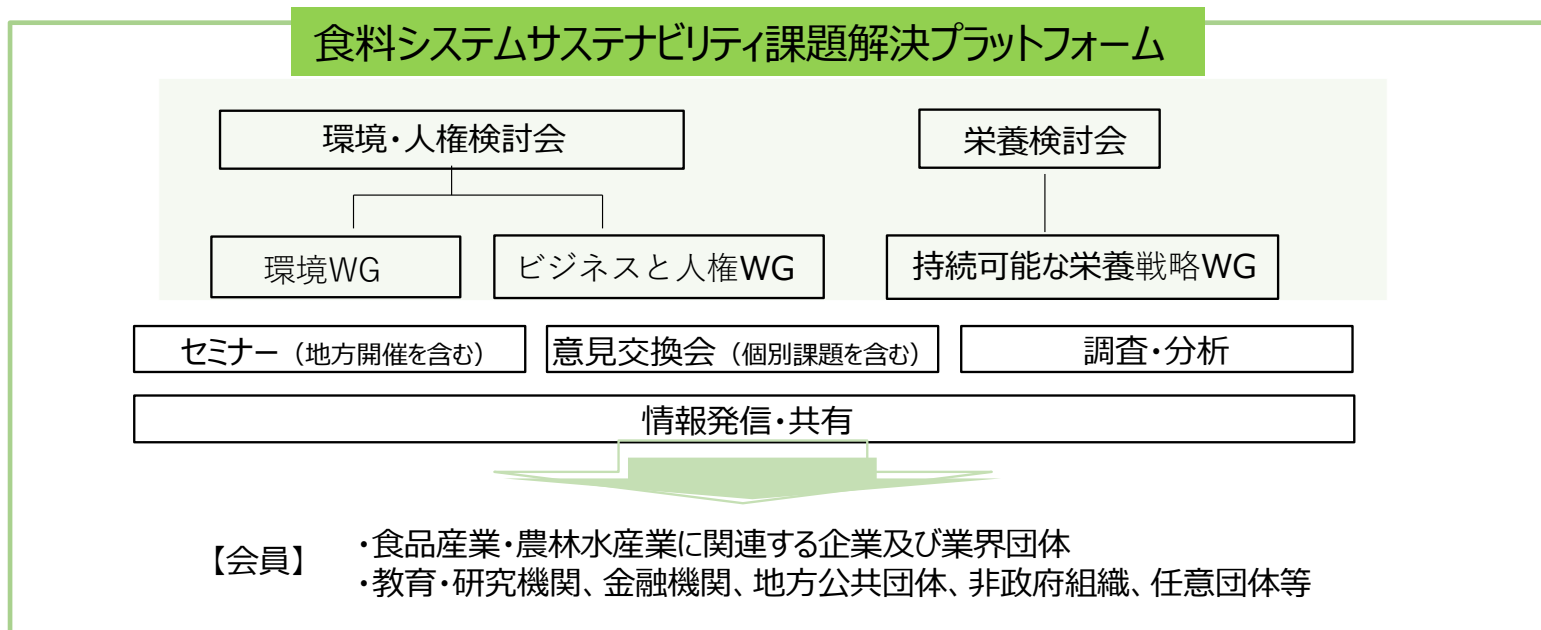 食料システムサステナビリティ課題解決プラットフォーム
環境・人権検討会
栄養検討会
環境WG
ビジネスと人権WG
持続可能な栄養戦略WG
セミナー（地方開催を含む）
意見交換会（個別課題を含む）
調査・分析
情報発信・共有
【会員】
・食品産業・農林水産業に関連する企業及び業界団体
・教育・研究機関、金融機関、地方公共団体、非政府組織、任意団体等